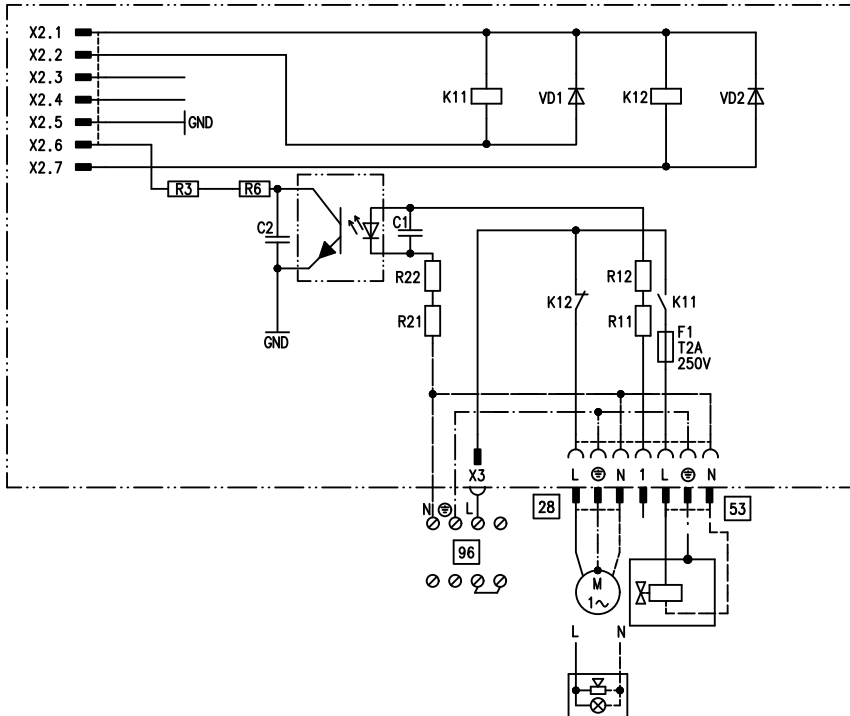 X2.1
X2.2
X2.3
X2.4
X2.5
GND
X2.6
X2.7
K11
VD1
K12
VD2
R3
R6
C2
C1
GND
R22
R21
K12
R12
R11
K11
F1
T2A
250V
X3
L
N
1
L
N
N
L
28
53
96
M
1~
L
N